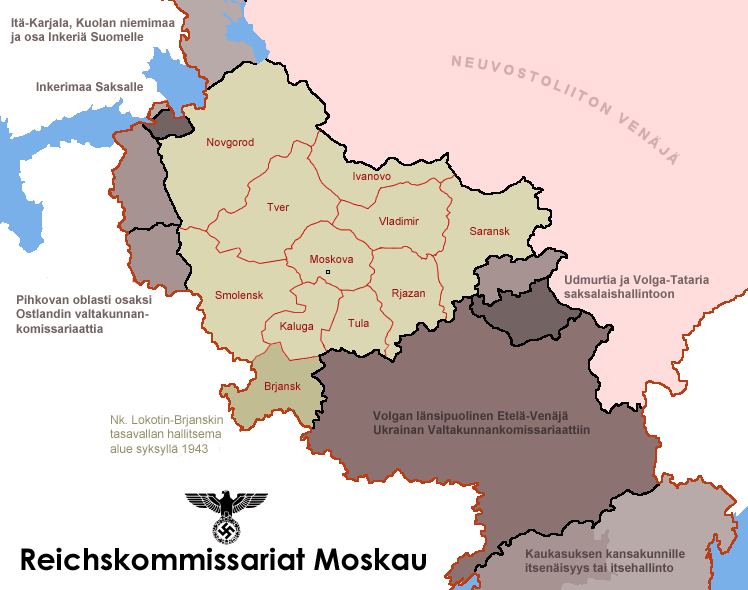 Itä-Karjala, Kuolan niemimaa
ja osa Inkeriä Suomelle
NEUVOSTOLIITON VENÄJÄ
Inkerimaa Saksalle
Novgorod
Ivanovo
Tver
Vladimir
Saransk
Moskova
Smolensk
Rjazan
Udmurtia ja Volga-Tataria
saksalaishallintoon
Pihkovan oblasti osaksi
Ostlandin valtakunnan-
komissariaattia
Kaluga
Tula
Brjansk
Nk. Lokotin-Brjanskin
tasavallan hallitsema
alue syksyllä 1943
Volgan länsipuolinen Etelä-Venäjä
Ukrainan Valtakunnankomissariaattiin
Reichskommissariat Moskau
Kaukasuksen kansakunnille
itsenäisyys tai itsehallinto